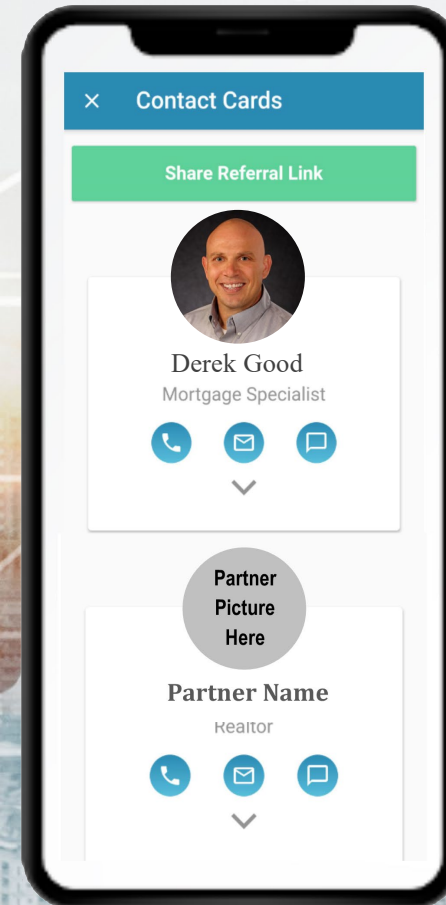 Contact Cards
Share Referral Link
Derek Good
Mortgage Specialist
Partner
Picture
Here
Partner Name
Realtor